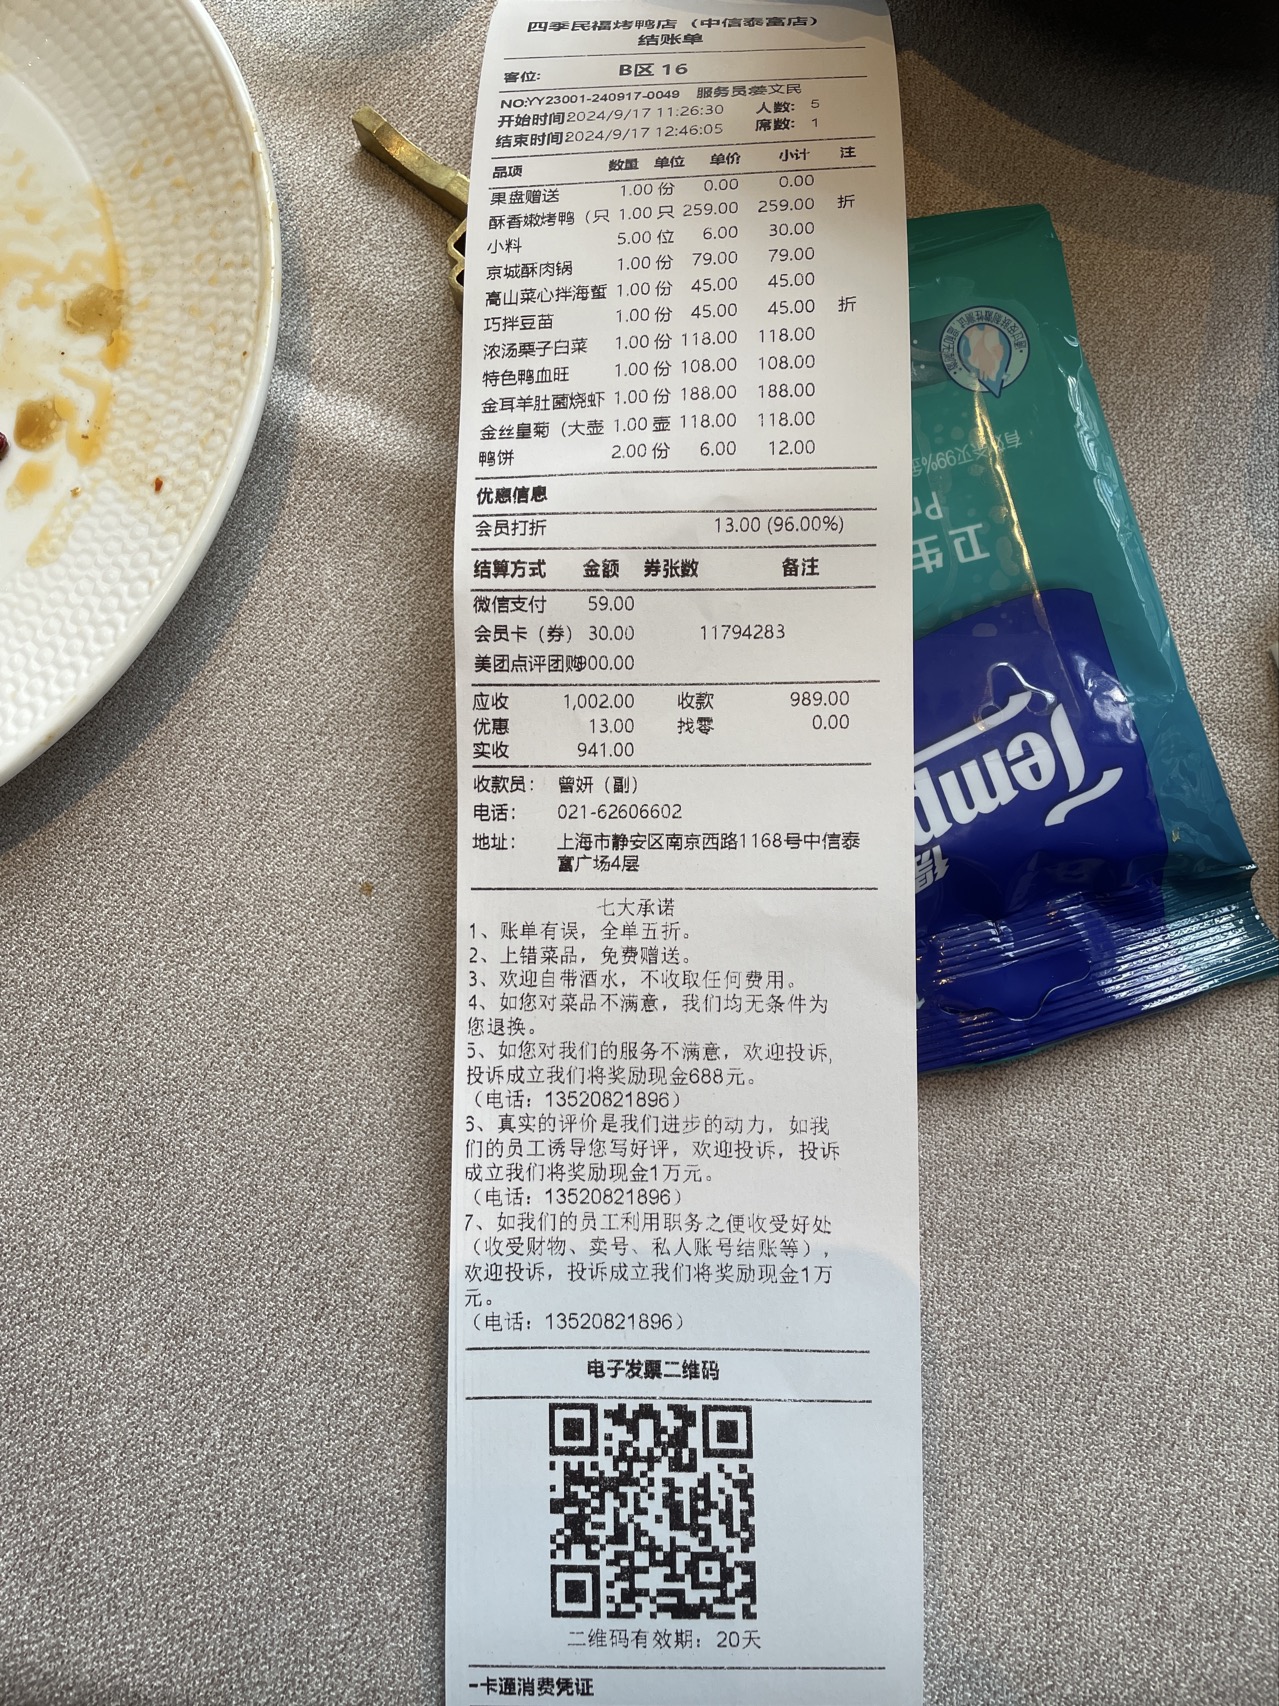 四季民福烤鸭店（中信泰富店）
结账单
客位: B区 16
NO:YY23001-240917-0049 服务员娄文民
开始时间2024/9/17 11:26:30 人数: 5
结束时间2024/9/17 12:46:05 席数: 1
品项 数量 单位 单价 小计 注
果盘赠送 1.00 份 0.00 0.00
酥香嫩烤鸭（只 1.00 只 259.00 259.00 折
小料 5.00 位 6.00 30.00
京城酥肉锅 1.00 份 79.00 79.00
高山菜心拌海蜇 1.00 份 45.00 45.00
巧拌豆苗 1.00 份 45.00 45.00 折
浓汤栗子白菜 1.00 份 118.00 118.00
特色鸭血旺 1.00 份 108.00 108.00
金耳羊肚菌烧虾 1.00 份 188.00 188.00
金丝皇菊（大壶 1.00 壶 118.00 118.00
鸭饼 2.00 份 6.00 12.00
优惠信息
会员打折 13.00 (96.00%)
结算方式 金额 券张数 备注
微信支付 59.00
会员卡（券） 30.00 11794283
美团点评团购900.00
应收 1,002.00 收款 989.00
优惠 13.00 找零 0.00
实收 941.00
收款员: 曾妍（副）
电话: 021-62606602
地址: 上海市静安区南京西路1168号中信泰
富广场4层
七大承诺
1、账单有误，全单五折。
2、上错菜品，免费赠送。
3、欢迎自带酒水，不收取任何费用。
4、如您对菜品不满意，我们均无条件为
您退换。
5、如您对我们的服务不满意，欢迎投诉，
投诉成立我们将奖励现金688元。
（电话：13520821896）
6、真实的评价是我们进步的动力，如我
们的员工诱导您写好评，欢迎投诉，投诉
成立我们将奖励现金1万元。
（电话：13520821896）
7、如我们的员工利用职务之便收受好处
（收受财物、卖号、私人账号结账等），
欢迎投诉，投诉成立我们将奖励现金1万
元。
（电话：13520821896）
电子发票二维码
二维码有效期：20天
一卡通消费凭证
卫生
Temp